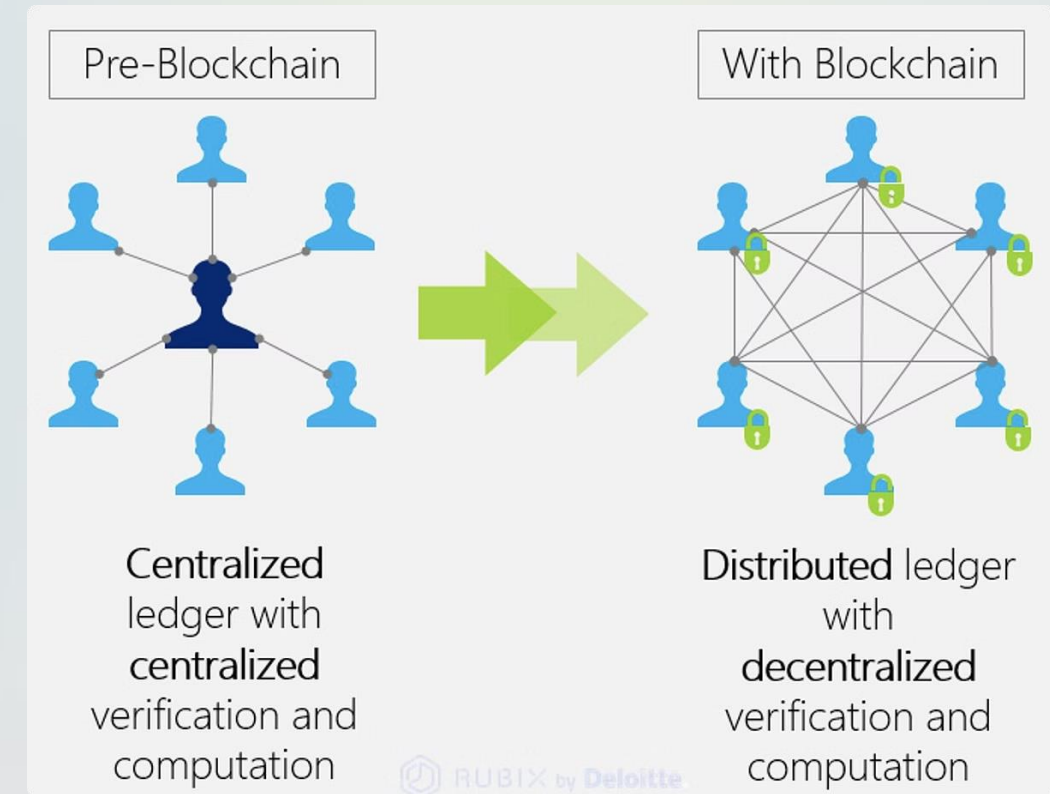 Pre-Blockchain
With Blockchain
Centralized
ledger with
centralized
verification and
computation
Distributed ledger
with
decentralized
verification and
computation
RUBIX by Deloitte